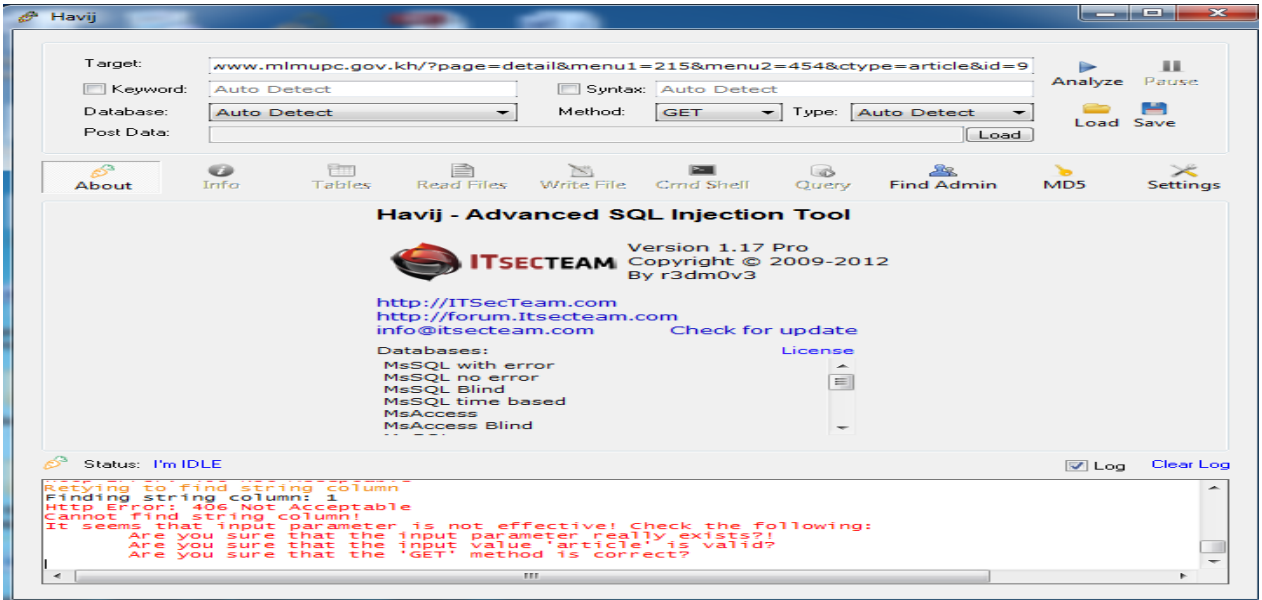 Havij
Target: www.mlmupc.gov.kh/?page=detail&menu1=215&menu2=454&ctype=article&id=9
Analyze Pause
Keyword: Auto Detect Syntax: Auto Detect
Database: Auto Detect Method: GET Type: Auto Detect
Load Save
Post Data: Load
About Info Tables Read Files Write File Cmd Shell Query Find Admin MD5 Settings
Havij - Advanced SQL Injection Tool
ITSECTEAM
Version 1.17 Pro
Copyright © 2009-2012
By r3dm0v3
http://ITSecTeam.com
http://forum.Itsecteam.com
info@itsecteam.com Check for update
Databases: License
MsSQL with error
MsSQL no error
MsSQL Blind
MsSQL time based
MsAccess
MsAccess Blind
Status: I'm IDLE Log Clear Log
Retying to find string column
Finding string column: 1
Http Error: 406 Not Acceptable
Cannot find string column!
It seems that input parameter is not effective! Check the following:
Are you sure that the input parameter really exists?!
Are you sure that the input value 'article' is valid?
Are you sure that the 'GET' method is correct?